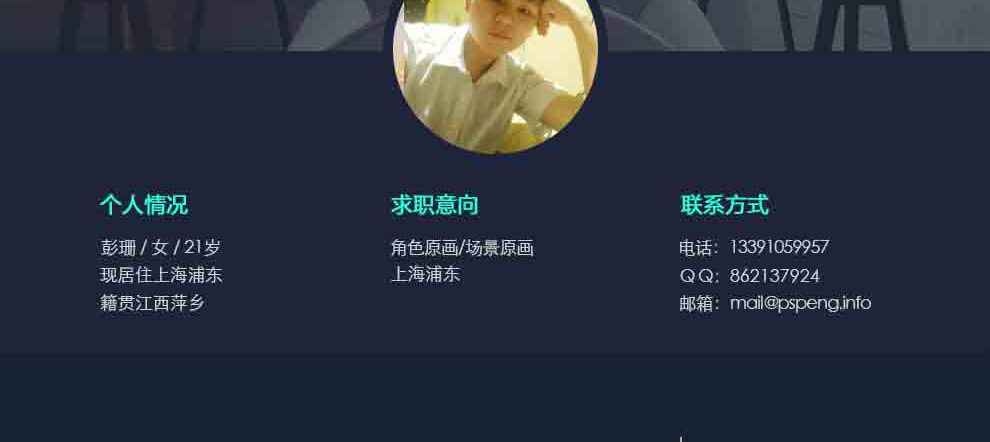 个人情况
彭珊 / 女 / 21岁
现居住上海浦东
籍贯江西萍乡
求职意向
角色原画/场景原画
上海浦东
联系方式
电话：13391059957
Q Q：862137924
邮箱：mail@pspeng.info